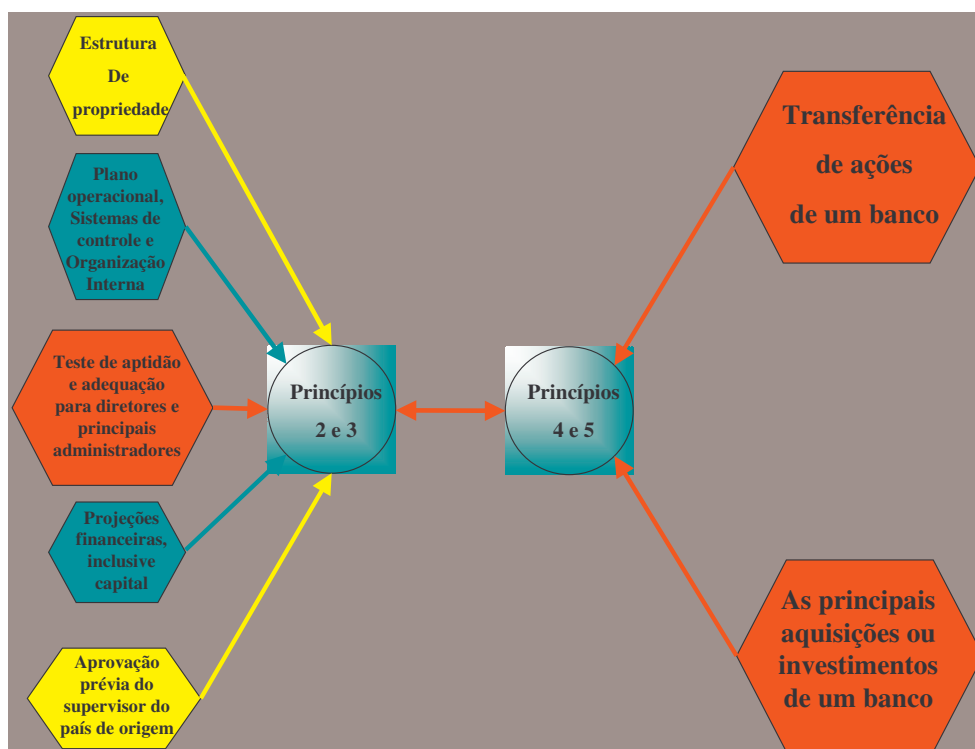 Estrutura
De
propriedade
Plano
operacional,
Sistemas de
controle e
Organização
Interna
Teste de aptidão
e adequação
para diretores e
principais
administradores
Projeções
financeiras,
inclusive
capital
Aprovação
prévia do
supervisor do
país de origem
Princípios
2 e 3
Princípios
4 e 5
Transferência
de ações
de um banco
As principais
aquisições ou
investimentos
de um banco